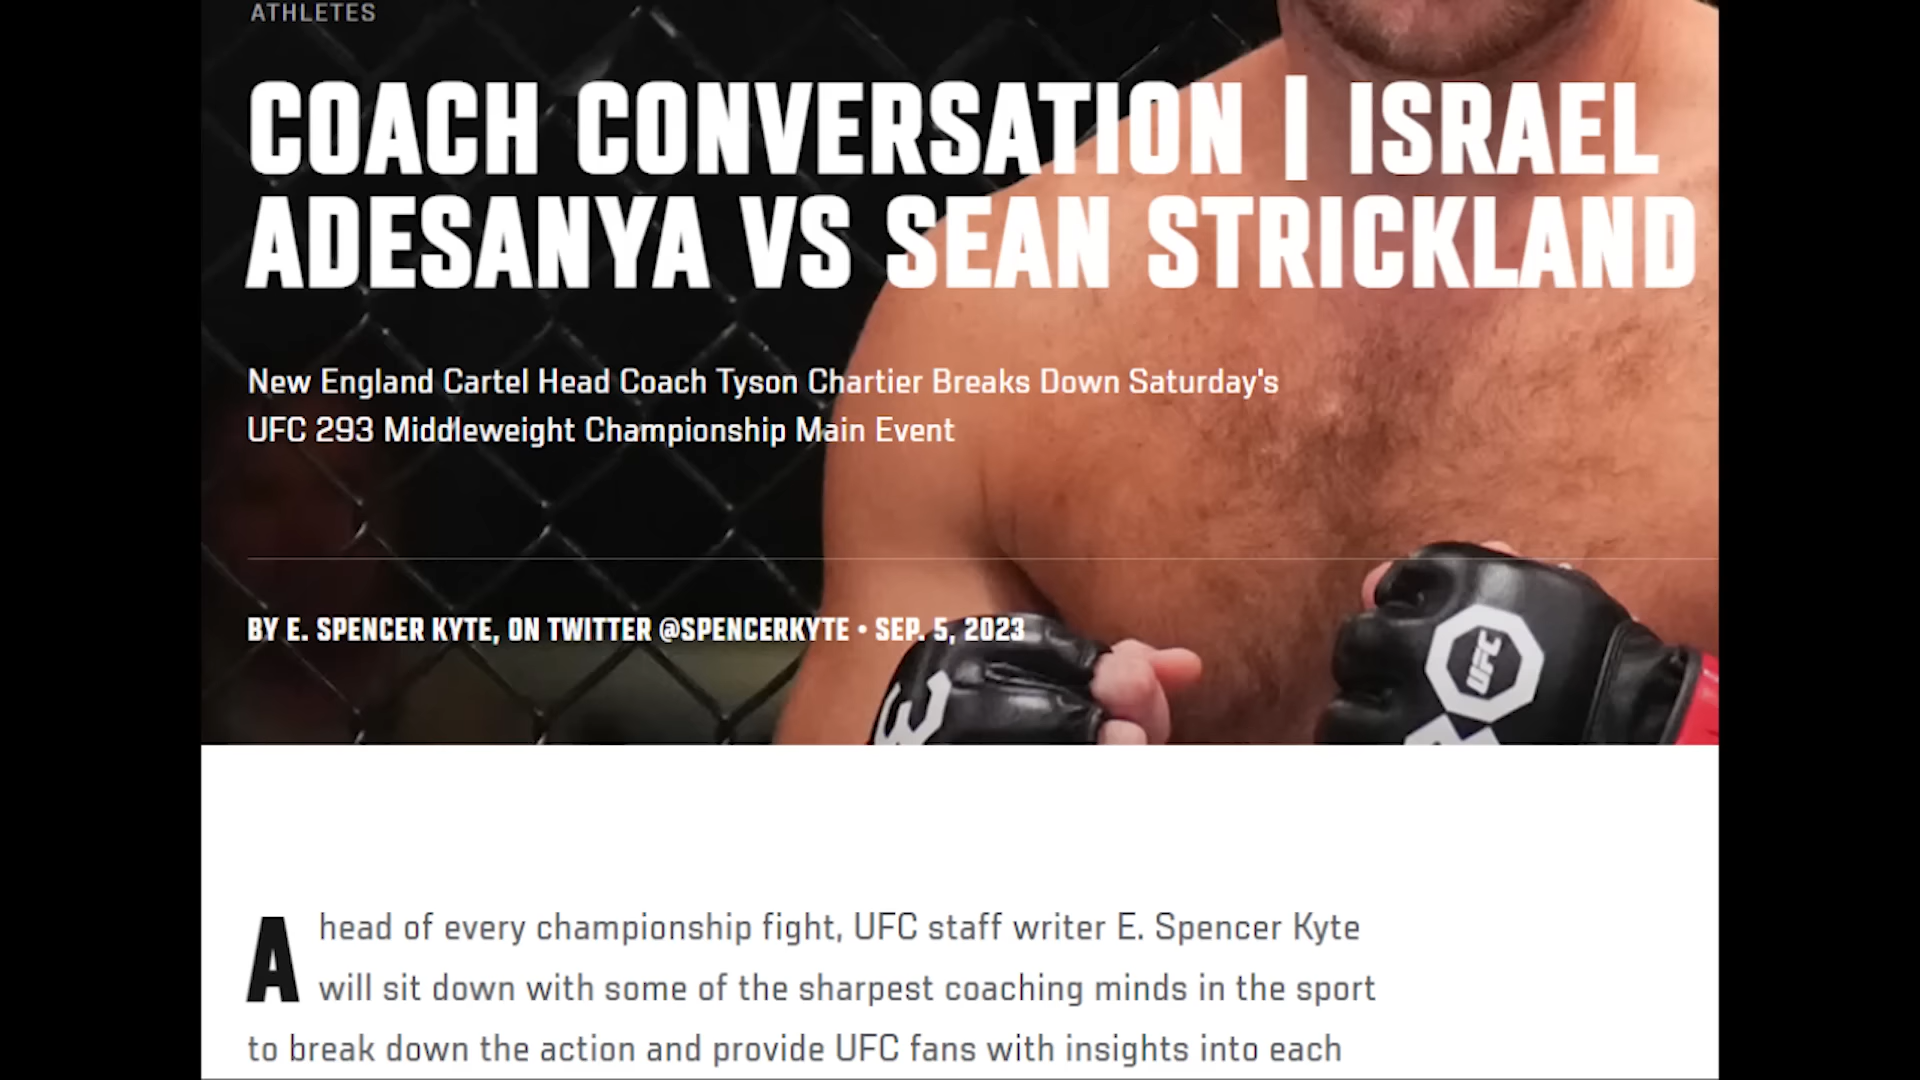 ATHLETES
COACH CONVERSATION | ISRAEL
ADESANYA VS SEAN STRICKLAND
New England Cartel Head Coach Tyson Chartier Breaks Down Saturday's
UFC 293 Middleweight Championship Main Event
BY E. SPENCER KYTE, ON TWITTER @SPENCERKYTE • SEP. 5, 2023
UFC
Ahead of every championship fight, UFC staff writer E. Spencer Kyte
will sit down with some of the sharpest coaching minds in the sport
to break down the action and provide UFC fans with insights into each